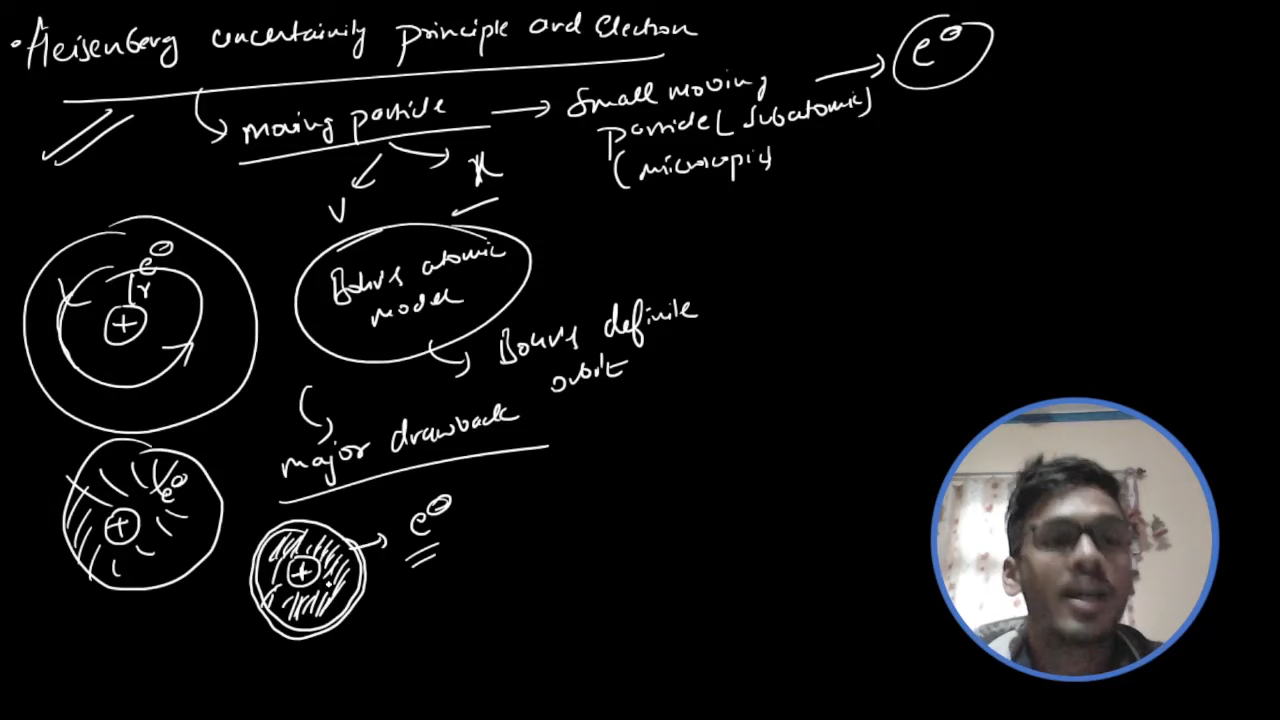 • Heisenberg uncertainity principle and Electron
moving particle → Small moving → e⊖
particle (subatomic)
(microscopic)
v x
Bohr's atomic
model
Bohr's definite
orbit
major drawback
e⊖
r
+
e⊖
+
+ → e⊖